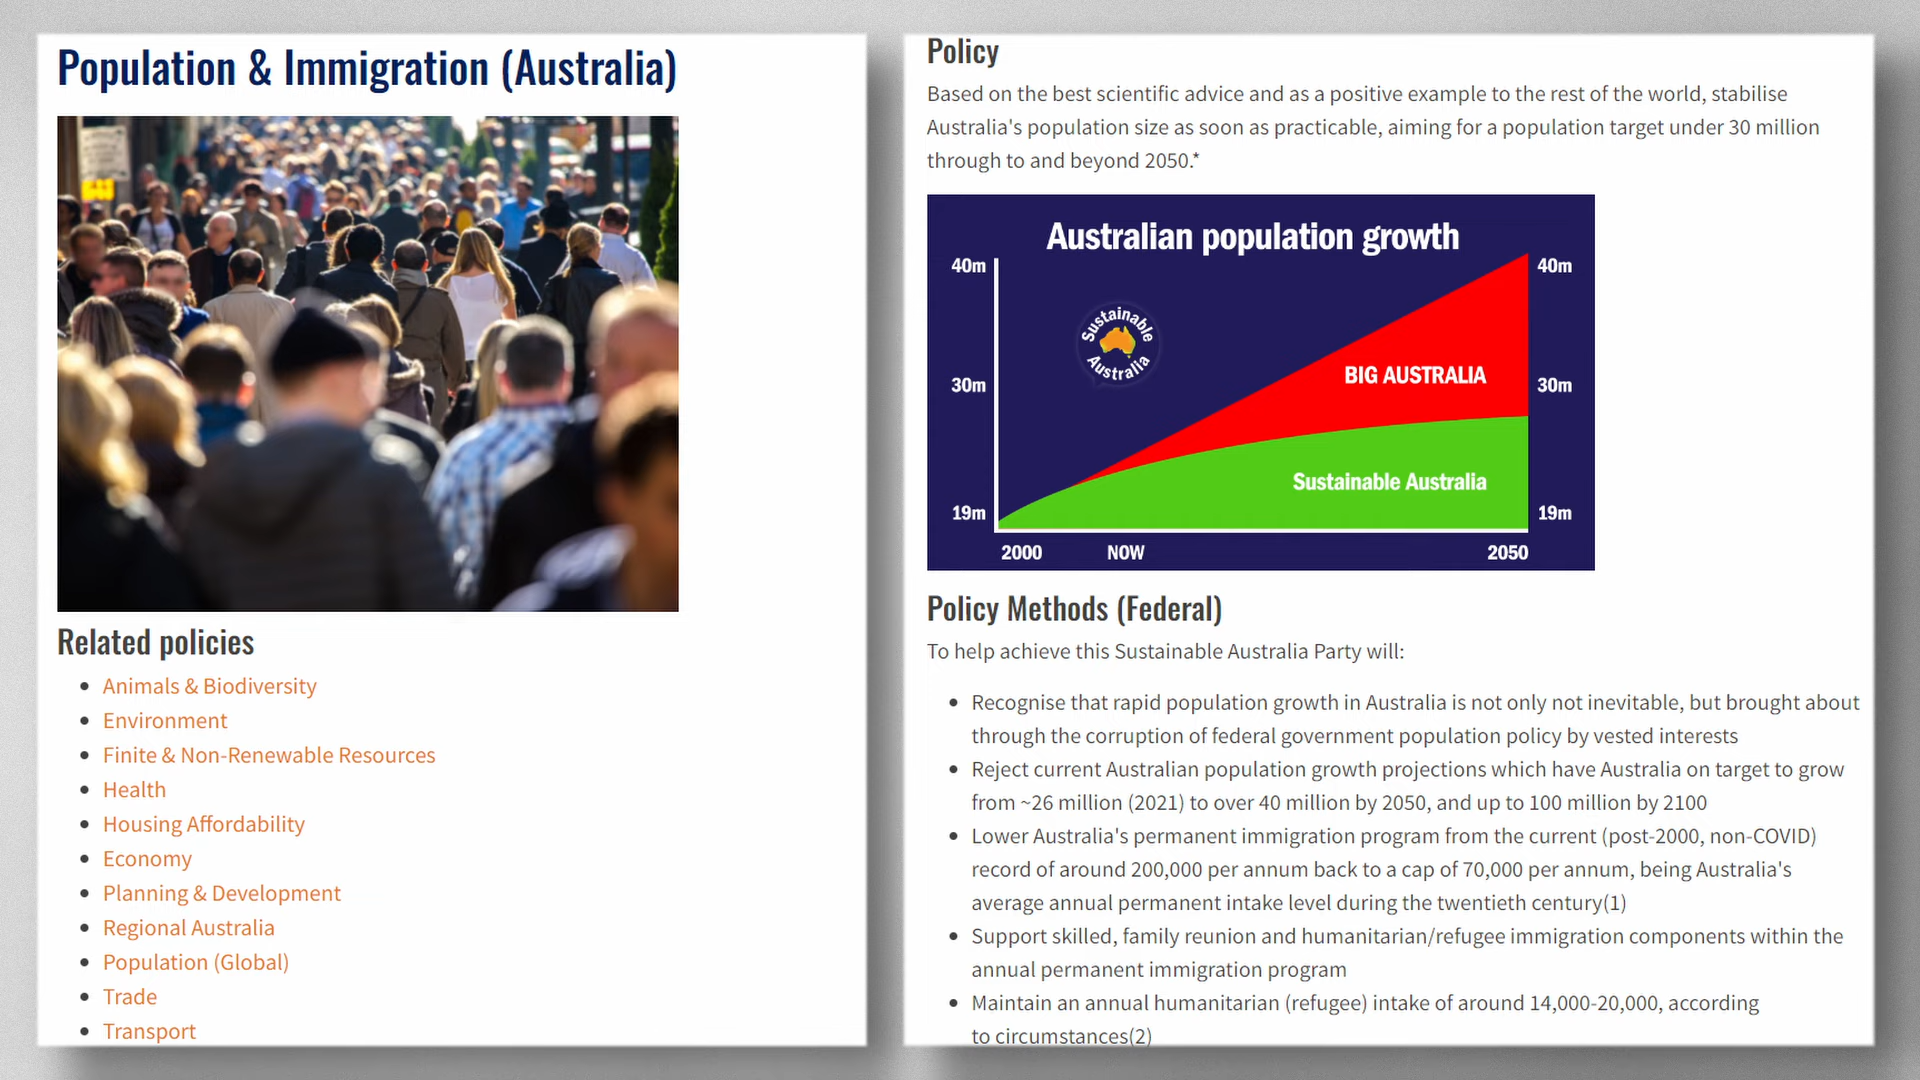 Population & Immigration (Australia)
Related policies
Animals & Biodiversity
Environment
Finite & Non-Renewable Resources
Health
Housing Affordability
Economy
Planning & Development
Regional Australia
Population (Global)
Trade
Transport
Policy
Based on the best scientific advice and as a positive example to the rest of the world, stabilise
Australia's population size as soon as practicable, aiming for a population target under 30 million
through to and beyond 2050.*
Australian population growth
40m
40m
Sustainable
Australia
30m
BIG AUSTRALIA
30m
Sustainable Australia
19m
19m
2000
NOW
2050
Policy Methods (Federal)
To help achieve this Sustainable Australia Party will:
Recognise that rapid population growth in Australia is not only not inevitable, but brought about
through the corruption of federal government population policy by vested interests
Reject current Australian population growth projections which have Australia on target to grow
from ~26 million (2021) to over 40 million by 2050, and up to 100 million by 2100
Lower Australia's permanent immigration program from the current (post-2000, non-COVID)
record of around 200,000 per annum back to a cap of 70,000 per annum, being Australia's
average annual permanent intake level during the twentieth century(1)
Support skilled, family reunion and humanitarian/refugee immigration components within the
annual permanent immigration program
Maintain an annual humanitarian (refugee) intake of around 14,000-20,000, according
to circumstances(2)